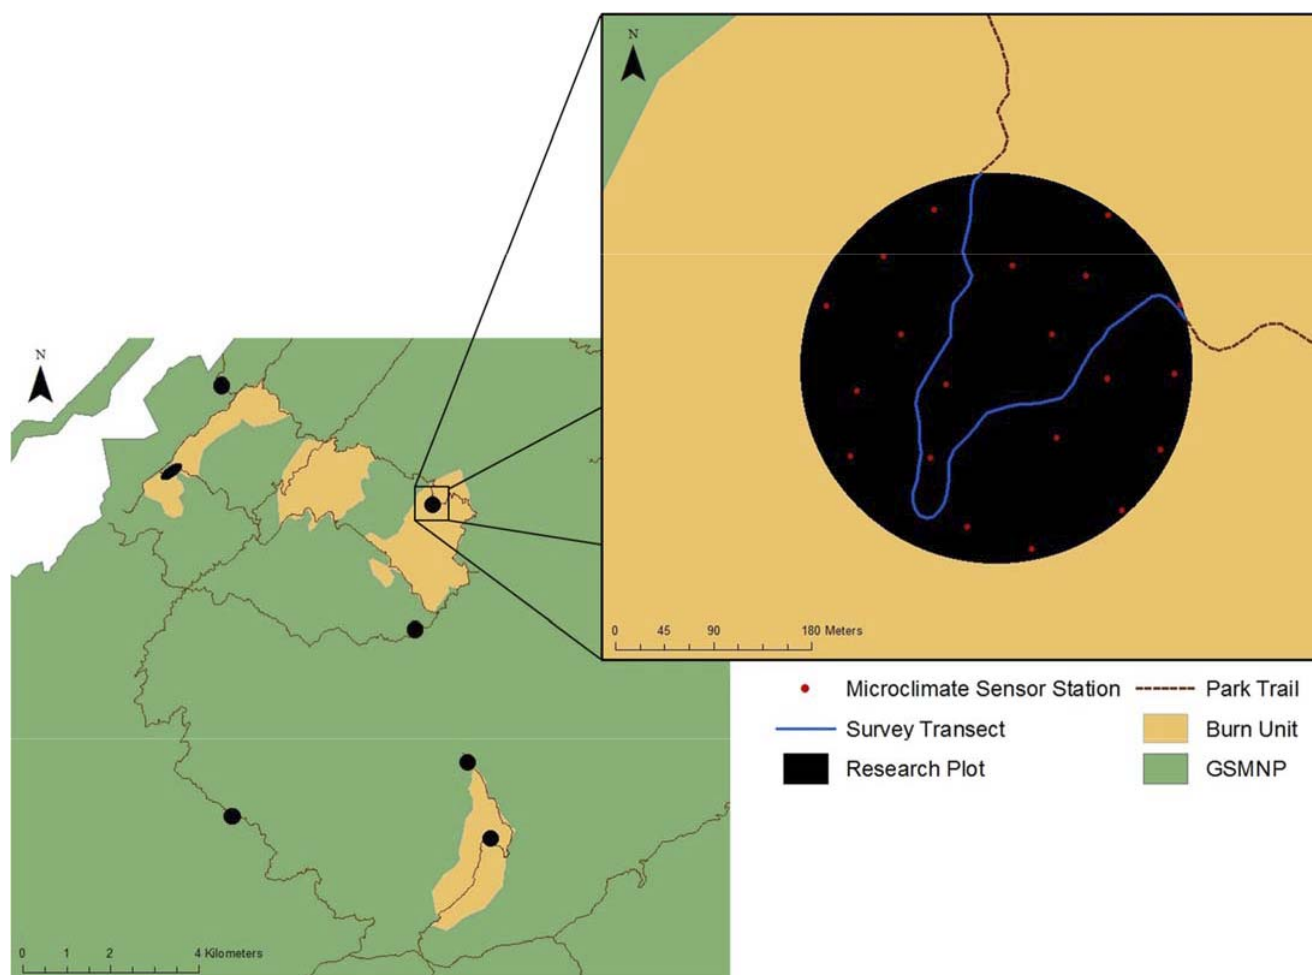 N
0 45 90 180 Meters
N
Microclimate Sensor Station
Park Trail
Survey Transect
Burn Unit
Research Plot
GSMNP
0 1 2 4 Kilometers